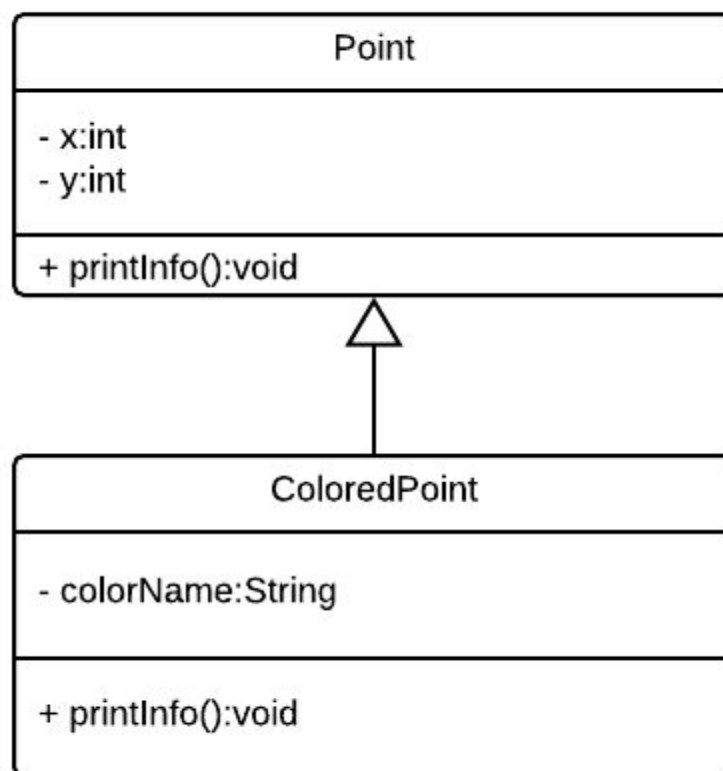 Point
- x:int
- y:int
+ printInfo():void
ColoredPoint
- colorName:String
+ printInfo():void